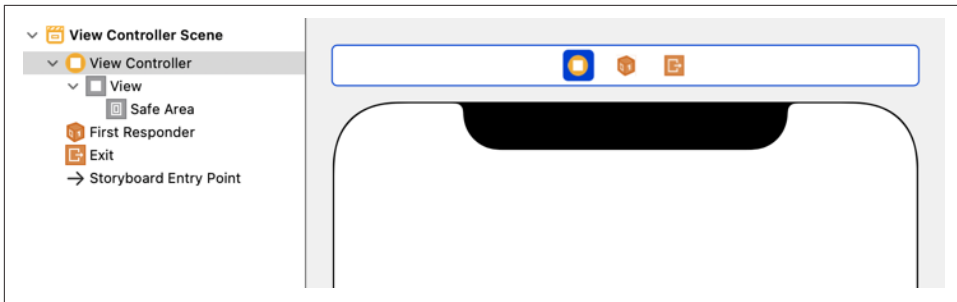 View Controller Scene
View Controller
View
Safe Area
First Responder
Exit
Storyboard Entry Point